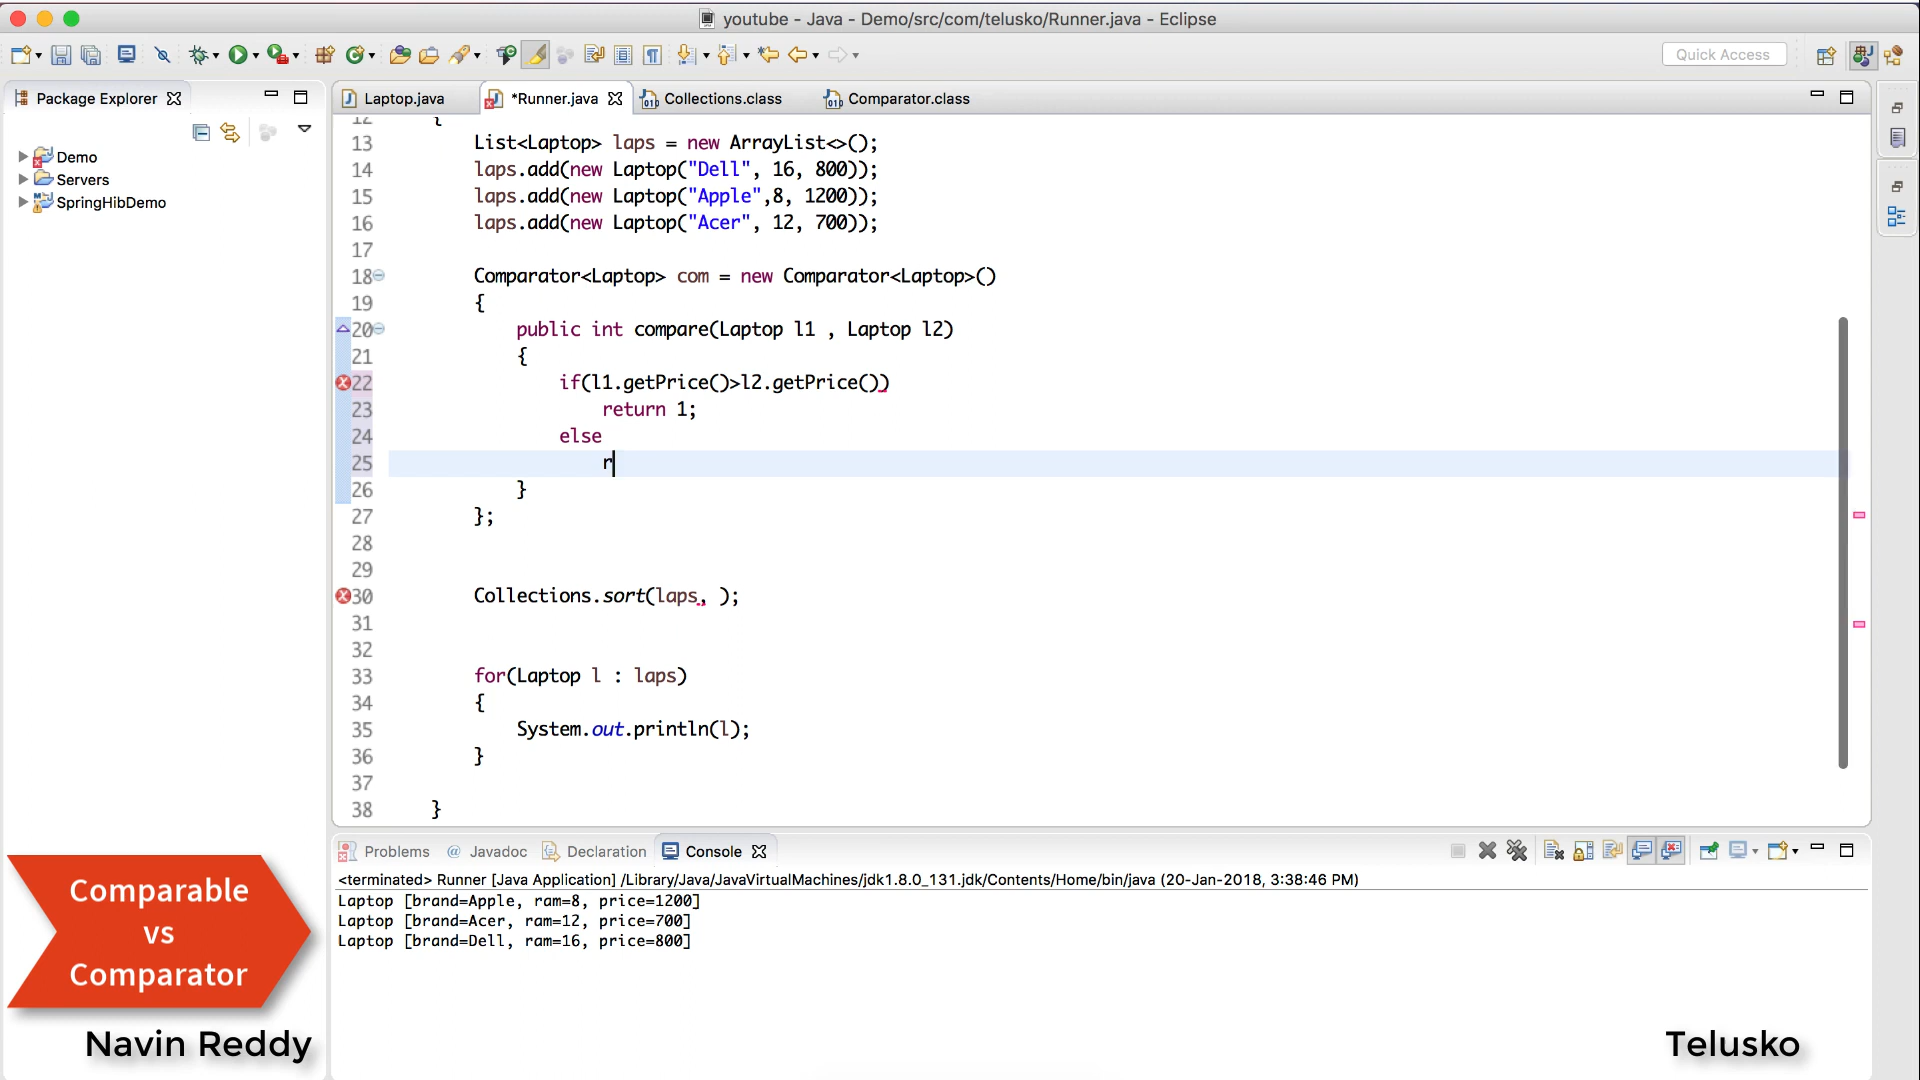 youtube - Java - Demo/src/com/telusko/Runner.java - Eclipse
Quick Access
Package Explorer
Demo
Servers
SpringHibDemo
Laptop.java
*Runner.java
Collections.class
Comparator.class
12 {
13 List<Laptop> laps = new ArrayList<>();
14 laps.add(new Laptop("Dell", 16, 800));
15 laps.add(new Laptop("Apple",8, 1200));
16 laps.add(new Laptop("Acer", 12, 700));
17
18 Comparator<Laptop> com = new Comparator<Laptop>()
19 {
20 public int compare(Laptop l1 , Laptop l2)
21 {
22 if(l1.getPrice()>l2.getPrice())
23 return 1;
24 else
25 r
26 }
27 };
28
29
30 Collections.sort(laps, );
31
32
33 for(Laptop l : laps)
34 {
35 System.out.println(l);
36 }
37
38 }
Problems
@ Javadoc
Declaration
Console
<terminated> Runner [Java Application] /Library/Java/JavaVirtualMachines/jdk1.8.0_131.jdk/Contents/Home/bin/java (20-Jan-2018, 3:38:46 PM)
Laptop [brand=Apple, ram=8, price=1200]
Laptop [brand=Acer, ram=12, price=700]
Laptop [brand=Dell, ram=16, price=800]
Comparable
vs
Comparator
Navin Reddy
Telusko